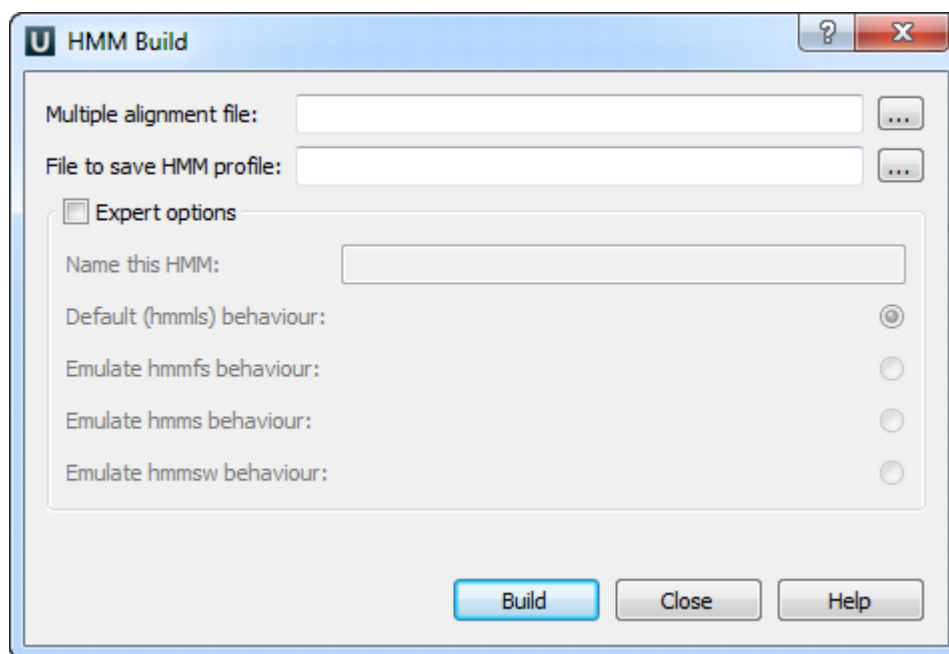 U HMM Build ? X
Multiple alignment file: ...
File to save HMM profile: ...
Expert options
Name this HMM:
Default (hmmls) behaviour:
Emulate hmmfs behaviour:
Emulate hmms behaviour:
Emulate hmmsw behaviour:
Build Close Help